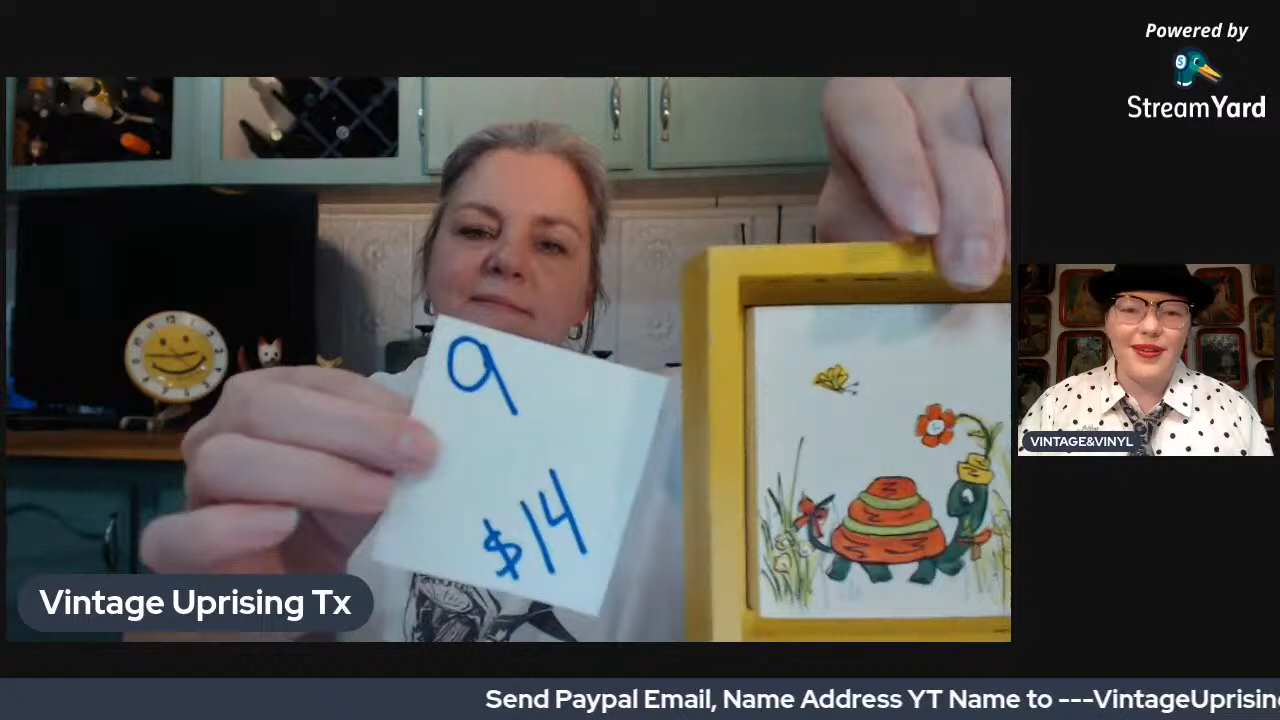 Powered by
StreamYard
9
$14
VINTAGE&VINYL
Vintage Uprising Tx
Send Paypal Email, Name Address YT Name to ---VintageUprisin